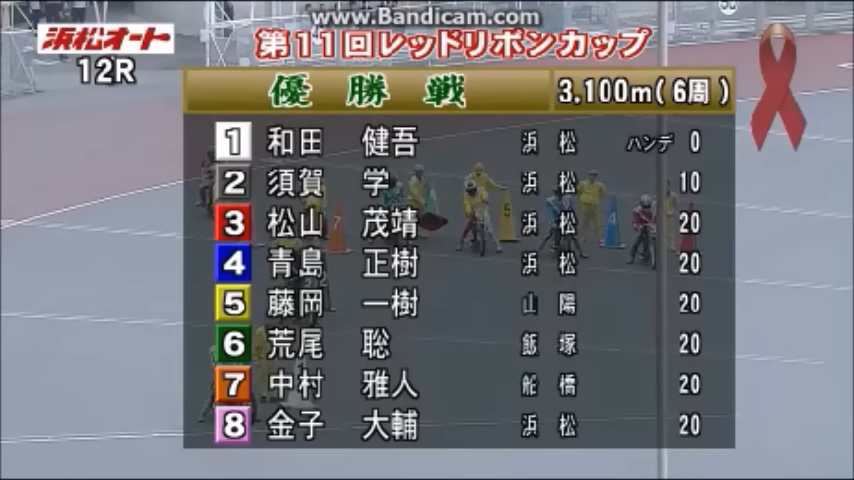 www.Bandicam.com
浜松オート
第11回レッドリボンカップ
12R
優勝戦 3,100m(6周)
1 和田 健吾 浜松 ハンデ 0
2 須賀 学 浜松 10
3 松山 茂靖 浜松 20
4 青島 正樹 浜松 20
5 藤岡 一樹 山陽 20
6 荒尾 聡 飯塚 20
7 中村 雅人 船橋 20
8 金子 大輔 浜松 20
7
5
4